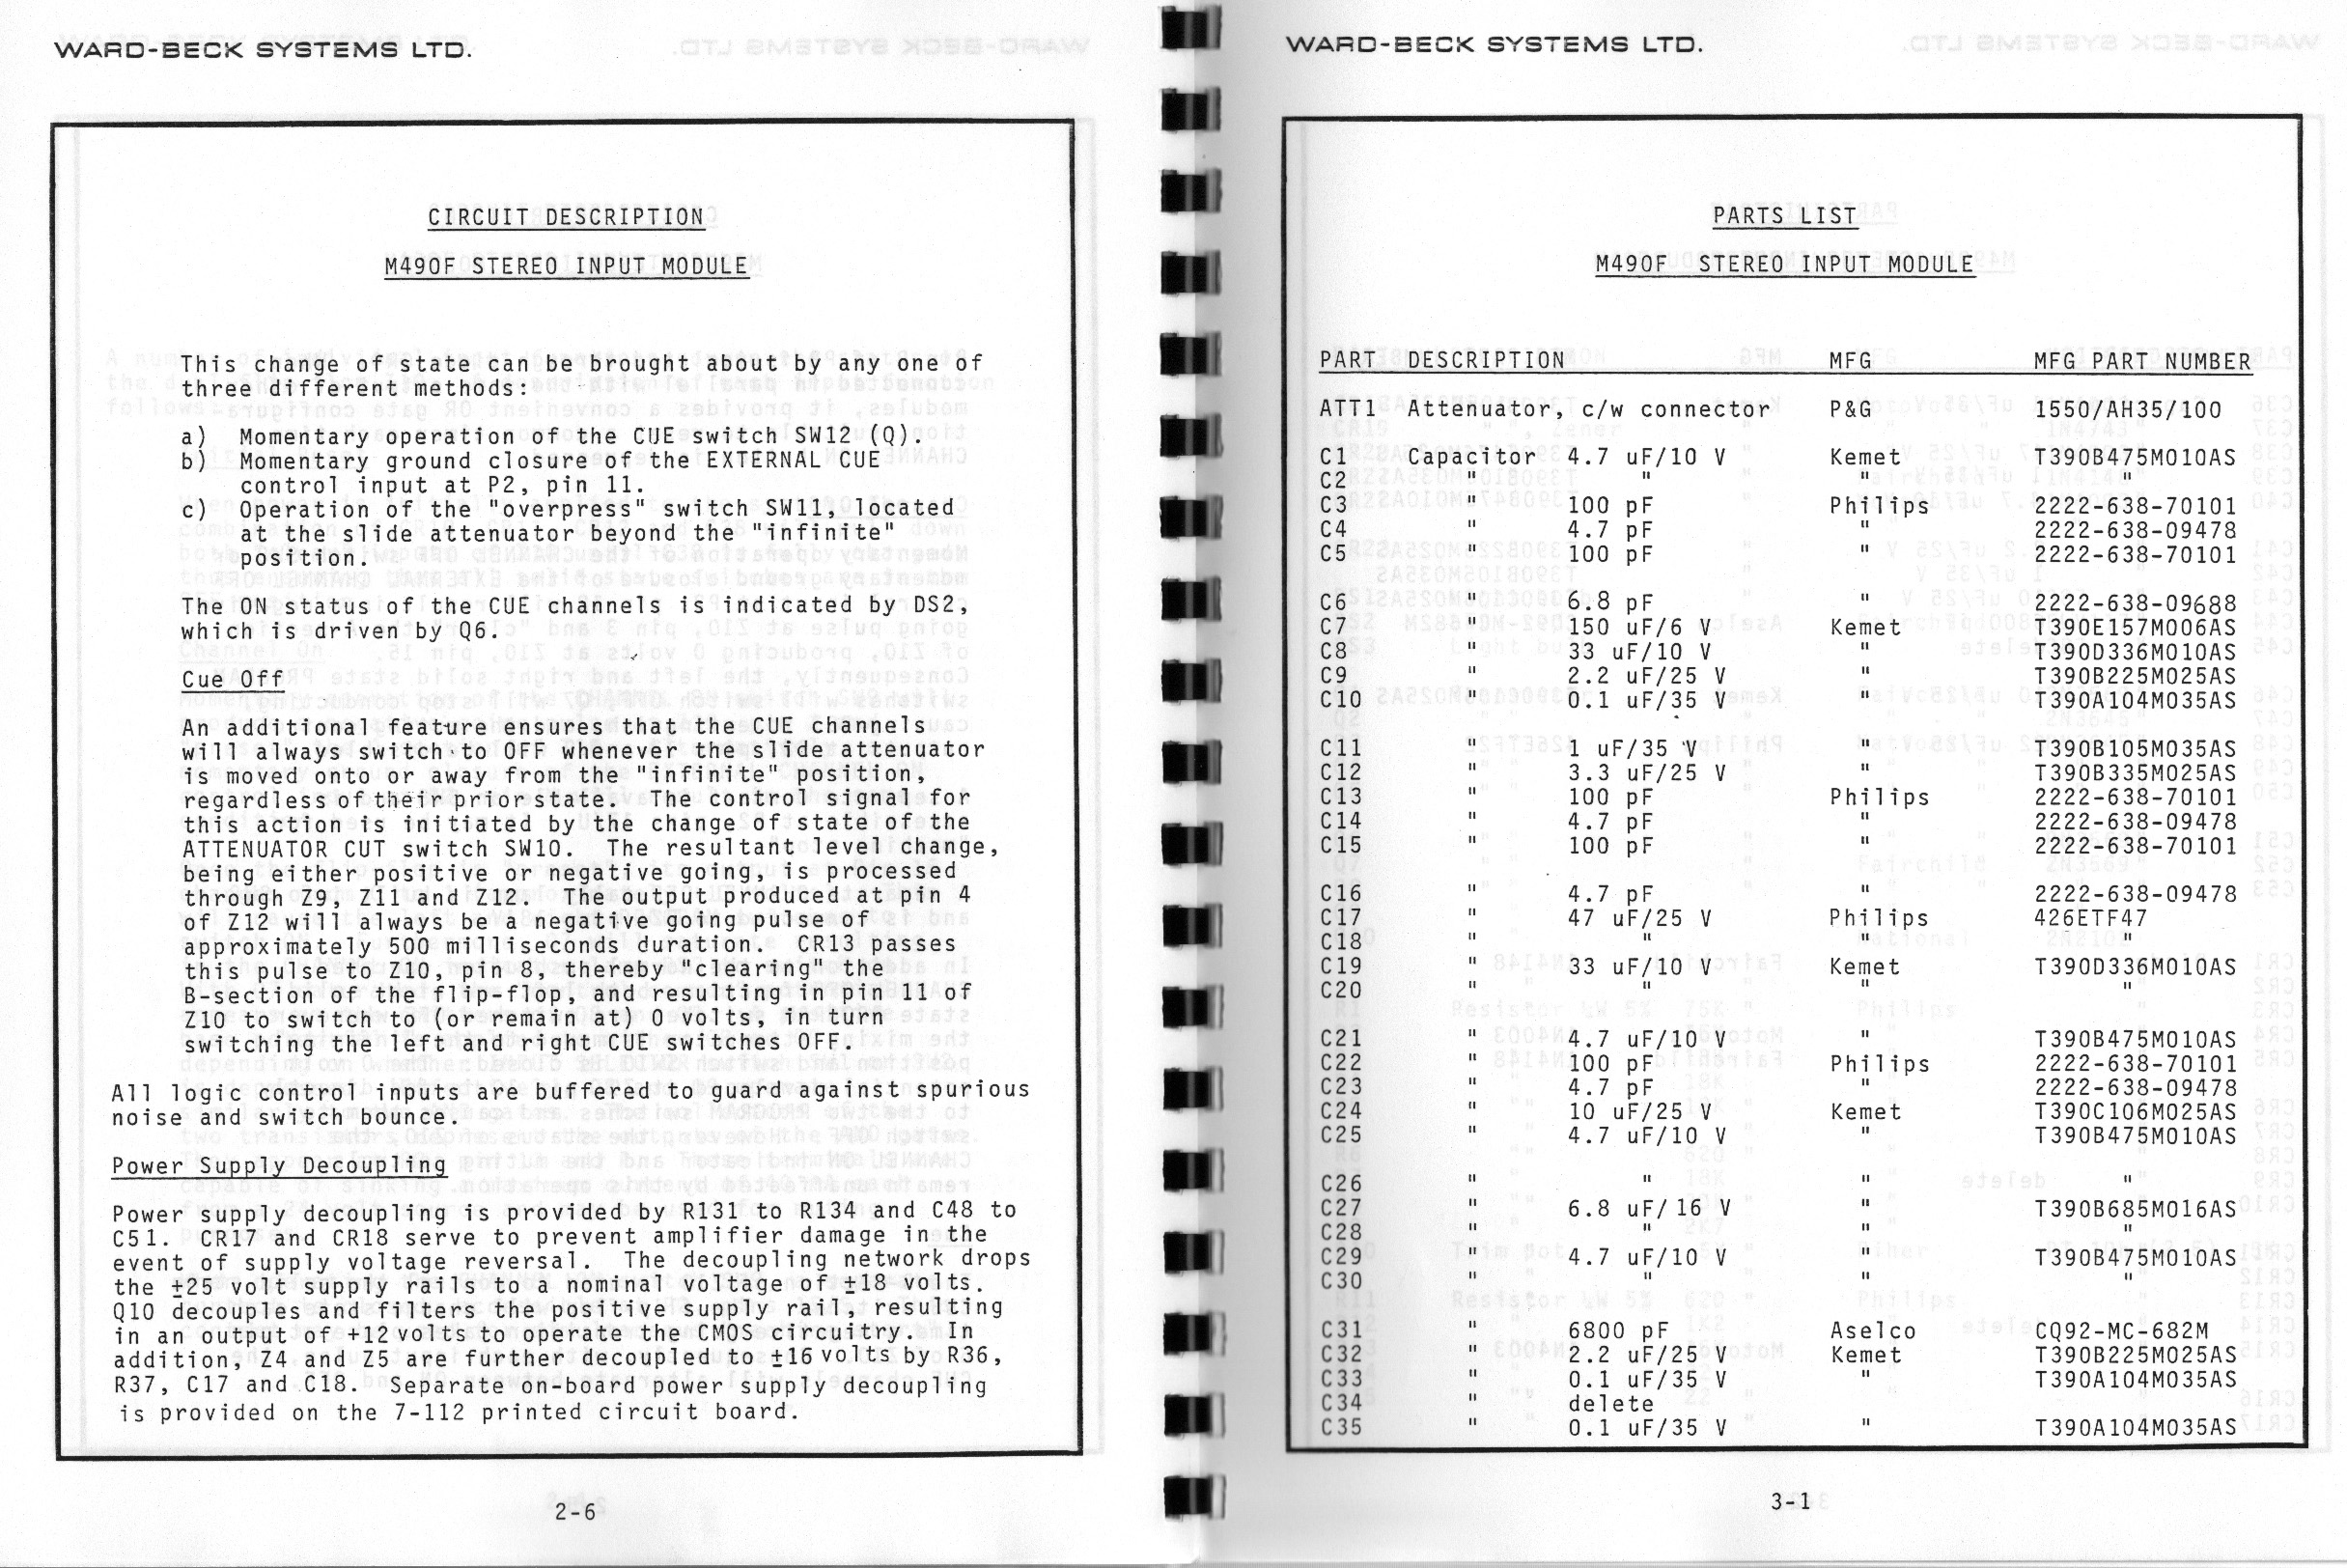 WARD-BECK SYSTEMS LTD.
CIRCUIT DESCRIPTION
M490F STEREO INPUT MODULE
This change of state can be brought about by any one of
three different methods:
a) Momentary operation of the CUE switch SW12 (Q).
b) Momentary ground closure of the EXTERNAL CUE
control input at P2, pin 11.
c) Operation of the "overpress" switch SW11, located
at the slide attenuator beyond the "infinite"
position.
The ON status of the CUE channels is indicated by DS2,
which is driven by Q6.
Cue Off
An additional feature ensures that the CUE channels
will always switch to OFF whenever the slide attenuator
is moved onto or away from the "infinite" position,
regardless of their prior state. The control signal for
this action is initiated by the change of state of the
ATTENUATOR CUT switch SW10. The resultant level change,
being either positive or negative going, is processed
through Z9, Z11 and Z12. The output produced at pin 4
of Z12 will always be a negative going pulse of
approximately 500 milliseconds duration. CR13 passes
this pulse to Z10, pin 8, thereby "clearing" the
B-section of the flip-flop, and resulting in pin 11 of
Z10 to switch to (or remain at) 0 volts, in turn
switching the left and right CUE switches OFF.
All logic control inputs are buffered to guard against spurious
noise and switch bounce.
Power Supply Decoupling
Power supply decoupling is provided by R131 to R134 and C48 to
C51. CR17 and CR18 serve to prevent amplifier damage in the
event of supply voltage reversal. The decoupling network drops
the ±25 volt supply rails to a nominal voltage of ±18 volts.
Q10 decouples and filters the positive supply rail, resulting
in an output of +12 volts to operate the CMOS circuitry. In
addition, Z4 and Z5 are further decoupled to ±16 volts by R36,
R37, C17 and C18. Separate on-board power supply decoupling
is provided on the 7-112 printed circuit board.
2-6
WARD-BECK SYSTEMS LTD.
PARTS LIST
M490F STEREO INPUT MODULE
PART DESCRIPTION MFG MFG PART NUMBER
ATT1 Attenuator, c/w connector P&G 1550/AH35/100
C1 Capacitor 4.7 uF/10 V Kemet T390B475M010AS
C2 " " " "
C3 " 100 pF Philips 2222-638-70101
C4 " 4.7 pF " 2222-638-09478
C5 " 100 pF " 2222-638-70101
C6 " 6.8 pF " 2222-638-09688
C7 " 150 uF/6 V Kemet T390E157M006AS
C8 " 33 uF/10 V " T390D336M010AS
C9 " 2.2 uF/25 V " T390B225M025AS
C10 " 0.1 uF/35 V " T390A104M035AS
C11 " 1 uF/35 V " T390B105M035AS
C12 " 3.3 uF/25 V " T390B335M025AS
C13 " 100 pF Philips 2222-638-70101
C14 " 4.7 pF " 2222-638-09478
C15 " 100 pF " 2222-638-70101
C16 " 4.7 pF " 2222-638-09478
C17 " 47 uF/25 V Philips 426ETF47
C18 " " " "
C19 " 33 uF/10 V Kemet T390D336M010AS
C20 " " " "
C21 " 4.7 uF/10 V " T390B475M010AS
C22 " 100 pF Philips 2222-638-70101
C23 " 4.7 pF " 2222-638-09478
C24 " 10 uF/25 V Kemet T390C106M025AS
C25 " 4.7 uF/10 V " T390B475M010AS
C26 " " " "
C27 " 6.8 uF/16 V " T390B685M016AS
C28 " " " "
C29 " 4.7 uF/10 V " T390B475M010AS
C30 " " " "
C31 " 6800 pF Aselco CQ92-MC-682M
C32 " 2.2 uF/25 V Kemet T390B225M025AS
C33 " 0.1 uF/35 V " T390A104M035AS
C34 " delete
C35 " 0.1 uF/35 V " T390A104M035AS
3-1